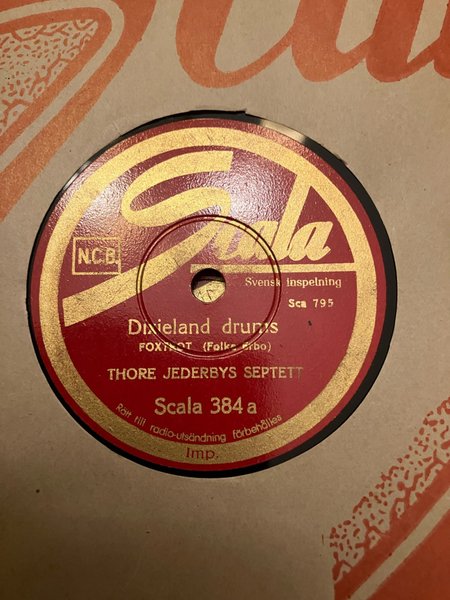 Scala
N.C.B.
Svensk inspelning
Sca 795
Dixieland drums
FOXTROT (Folke Erbo)
THORE JEDERBYS SEPTETT
Scala 384 a
Rätt till radio-utsändning förbehålles
Imp.